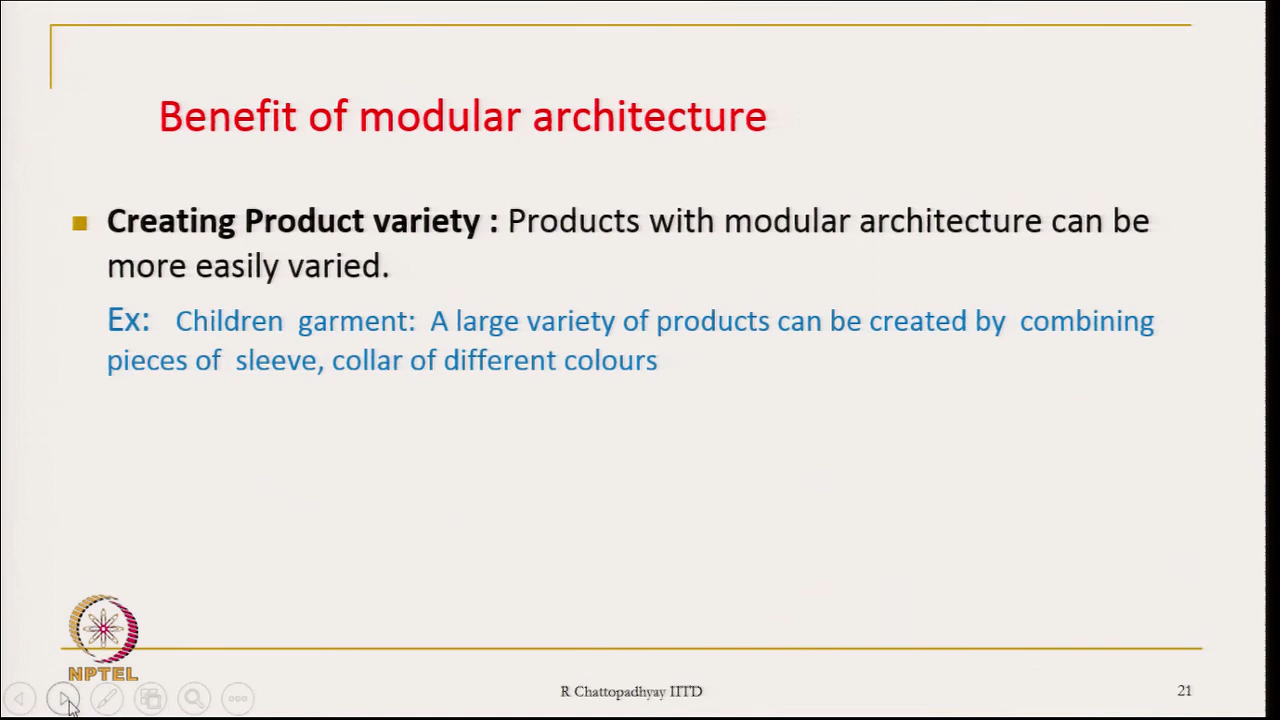 Benefit of modular architecture
Creating Product variety : Products with modular architecture can be
more easily varied.
Ex: Children garment: A large variety of products can be created by combining
pieces of sleeve, collar of different colours
NPTEL
R Chattopadhyay IITD
21